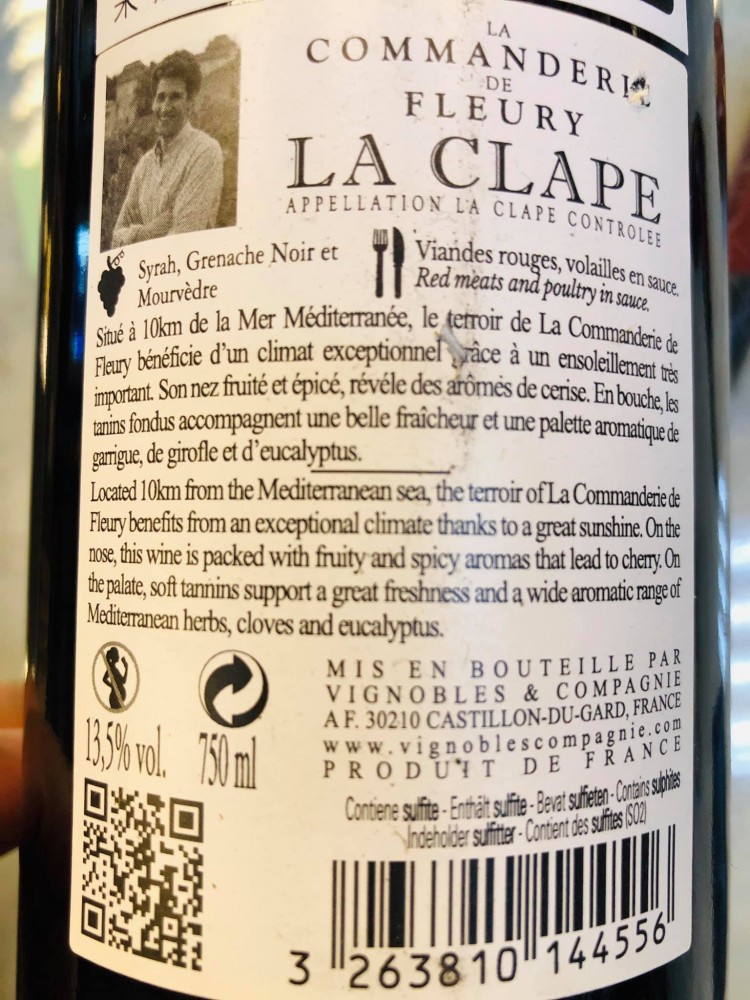 LA
COMMANDERIE
DE
FLEURY
LA CLAPE
APPELLATION LA CLAPE CONTROLEE
Syrah, Grenache Noir et
Mourvèdre
Viandes rouges, volailles en sauce.
Red meats and poultry in sauce.
Situé à 10km de la Mer Méditerranée, le terroir de La Commanderie de
Fleury bénéficie d'un climat exceptionnel grâce à un ensoleillement très
important. Son nez fruité et épicé, révéle des arômes de cerise. En bouche, les
tanins fondus accompagnent une belle fraîcheur et une palette aromatique de
garrigue, de girofle et d'eucalyptus.
Located 10km from the Mediterranean sea, the terroir of La Commanderie de
Fleury benefits from an exceptional climate thanks to a great sunshine. On the
nose, this wine is packed with fruity and spicy aromas that lead to cherry. On
the palate, soft tannins support a great freshness and a wide aromatic range of
Mediterranean herbs, cloves and eucalyptus.
13,5% vol.
750 ml
MIS EN BOUTEILLE PAR
VIGNOBLES & COMPAGNIE
A F. 30210 CASTILLON-DU-GARD, FRANCE
www.vignoblescompagnie.com
PRODUIT DE FRANCE
Contiene sulfite - Enthält sulfite - Bevat sulfieten - Contains sulphites
Indeholder sulfitter - Contient des sulfites (SO2)
3 263810 144556